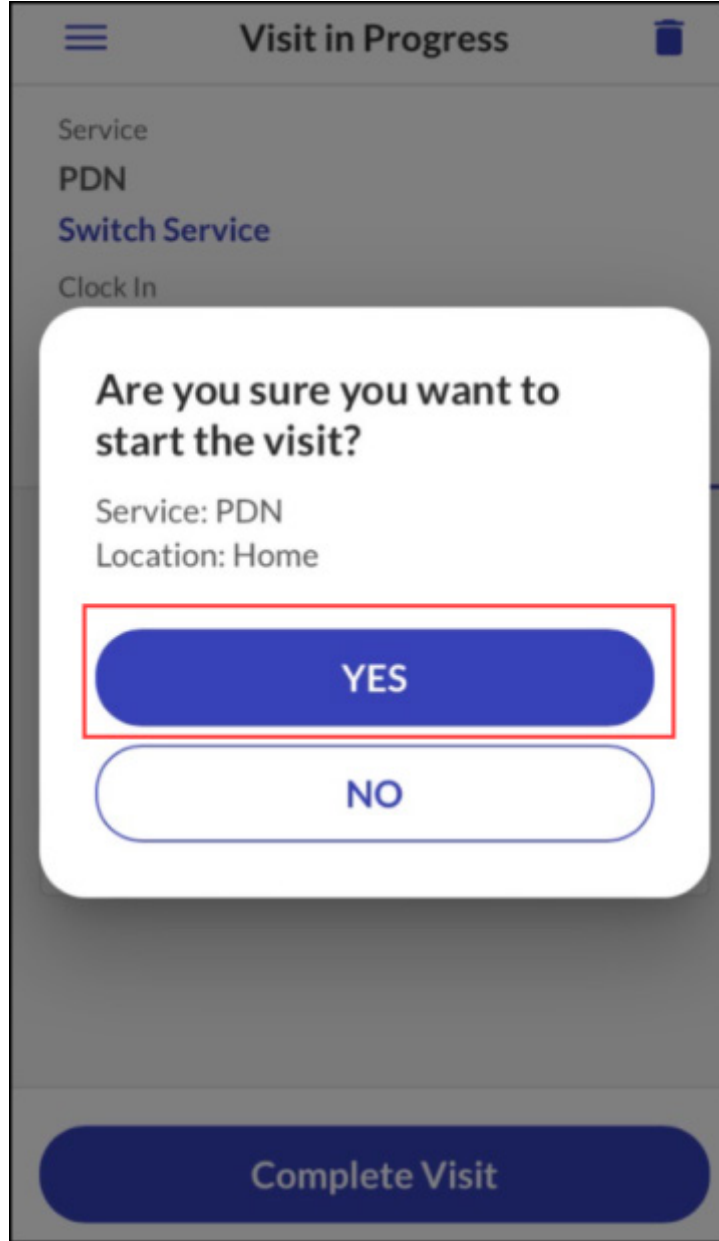 Visit in Progress
Service
PDN
Switch Service
Clock In
Are you sure you want to
start the visit?
Service: PDN
Location: Home
YES
NO
Complete Visit